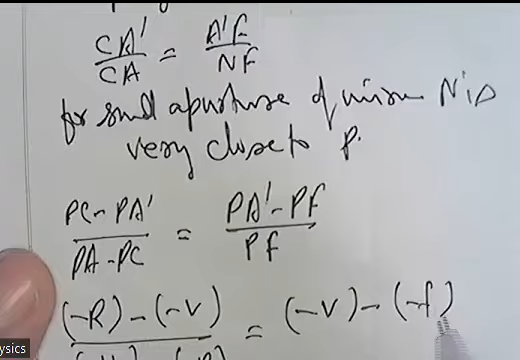 CA'/CA = A'F/NF
for small aperture of mirror N is
very close to P.
PC - PA'/PA - PC = PA' - PF/PF
(-R) - (-V) = (-V) - (-f)
ysics